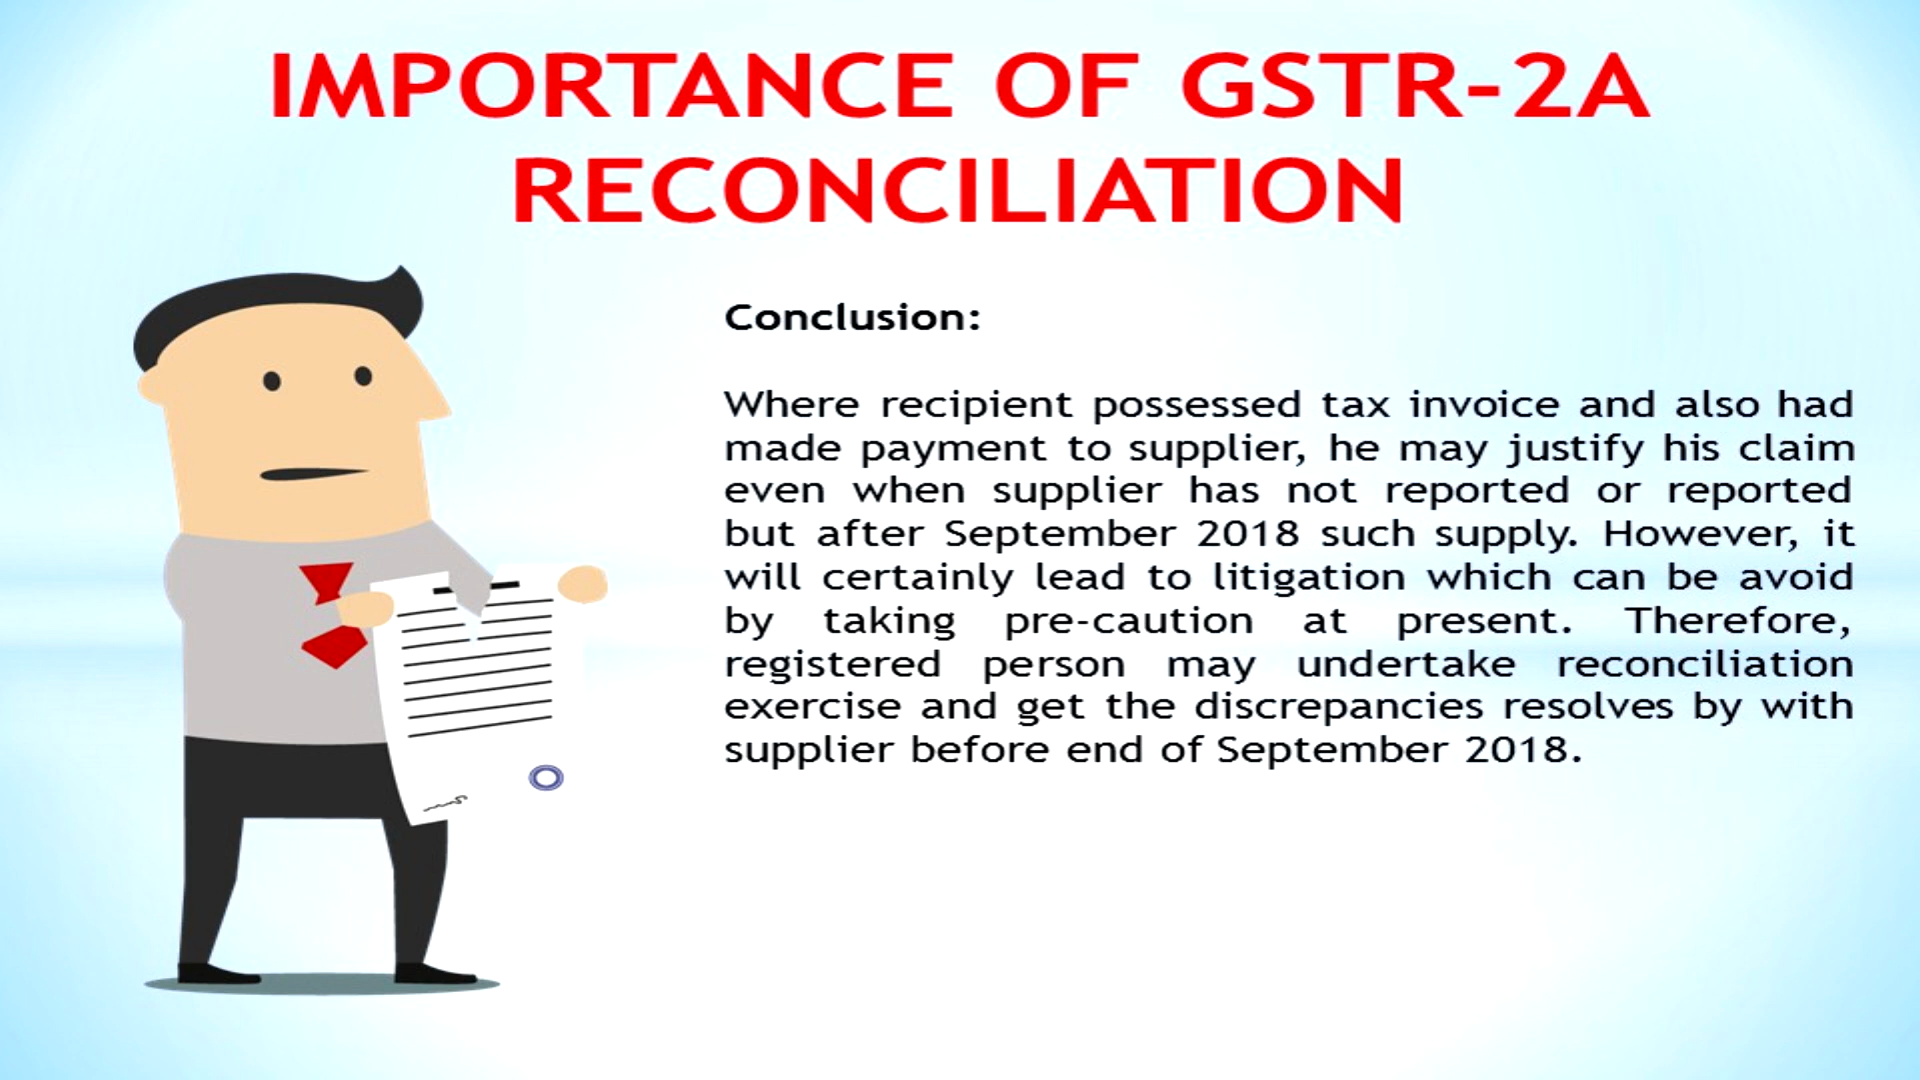 IMPORTANCE OF GSTR-2A
RECONCILIATION
Conclusion:
Where recipient possessed tax invoice and also had
made payment to supplier, he may justify his claim
even when supplier has not reported or reported
but after September 2018 such supply. However, it
will certainly lead to litigation which can be avoid
by taking pre-caution at present. Therefore,
registered person may undertake reconciliation
exercise and get the discrepancies resolves by with
supplier before end of September 2018.